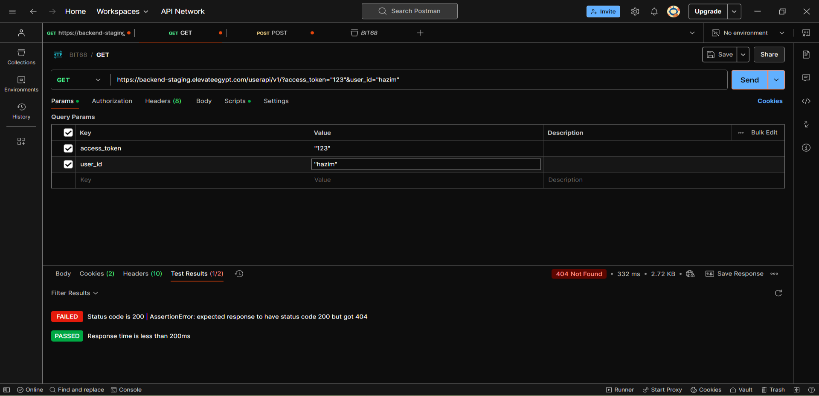 Home Workspaces API Network Search Postman Invite Upgrade
GET https://backend-staging. GET GET POST POST BIT68 No environment
BIT68 / GET Save Share
GET https://backend-staging.elevateegypt.com/userapi/v1/?access_token="123"&user_id="hazim" Send
Collections
Environments
History
Params Authorization Headers (8) Body Scripts Settings Cookies
Query Params
Key Value Description Bulk Edit
access_token "123"
user_id "hazim"
Key Value Description
Body Cookies (2) Headers (10) Test Results (1/2) 404 Not Found 332 ms 2.72 KB Save Response
Filter Results
FAILED Status code is 200 | AssertionError: expected response to have status code 200 but got 404
PASSED Response time is less than 200ms
Online Find and replace Console Runner Start Proxy Cookies Vault Trash